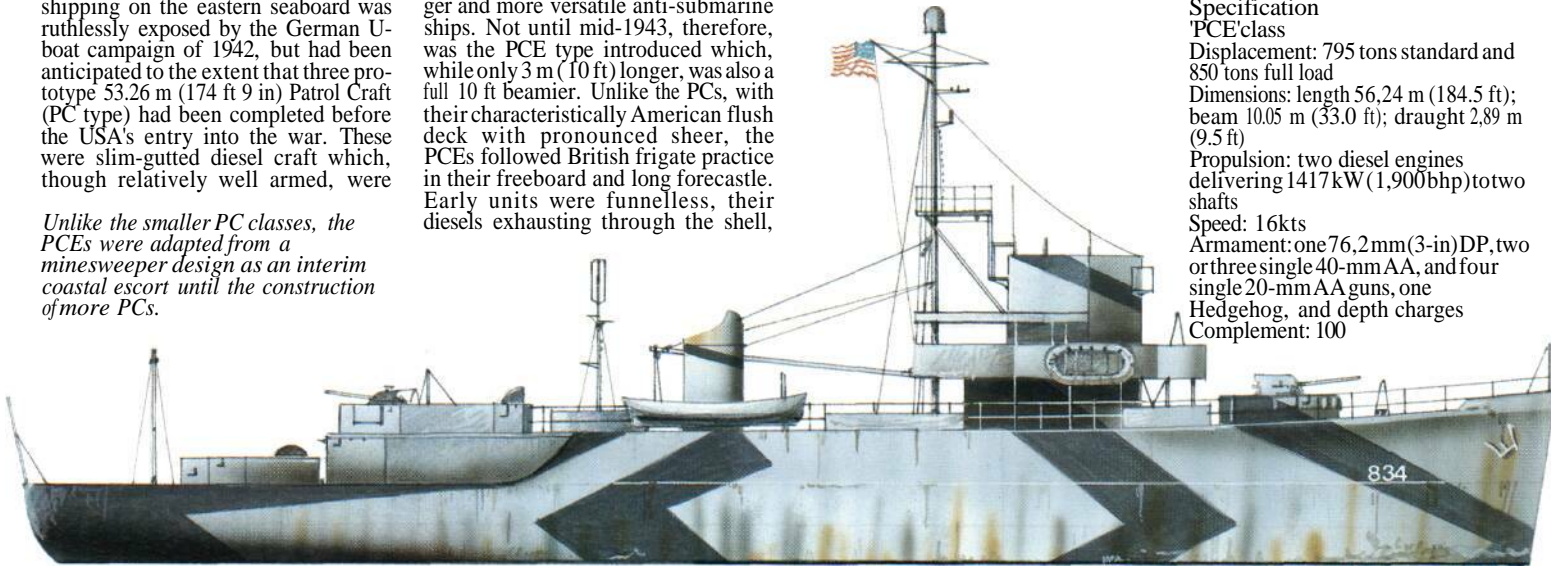 shipping on the eastern seaboard was
ruthlessly exposed by the German U-
boat campaign of 1942, but had been
anticipated to the extent that three pro-
totype 53.26 m (174 ft 9 in) Patrol Craft
(PC type) had been completed before
the USA's entry into the war. These
were slim-gutted diesel craft which,
though relatively well armed, were
Unlike the smaller PC classes, the
PCEs were adapted from a
minesweeper design as an interim
coastal escort until the construction
of more PCs.
ger and more versatile anti-submarine
ships. Not until mid-1943, therefore,
was the PCE type introduced which,
while only 3 m (10 ft) longer, was also a
full 10 ft beamier. Unlike the PCs, with
their characteristically American flush
deck with pronounced sheer, the
PCEs followed British frigate practice
in their freeboard and long forecastle.
Early units were funnelless, their
diesels exhausting through the shell,
Specification
'PCE'class
Displacement: 795 tons standard and
850 tons full load
Dimensions: length 56,24 m (184.5 ft);
beam 10.05 m (33.0 ft); draught 2,89 m
(9.5 ft)
Propulsion: two diesel engines
delivering 1417 kW (1,900 bhp) to two
shafts
Speed: 16kts
Armament: one 76,2 mm (3-in) DP, two
or three single 40-mm AA, and four
single 20-mm AA guns, one
Hedgehog, and depth charges
Complement: 100
834